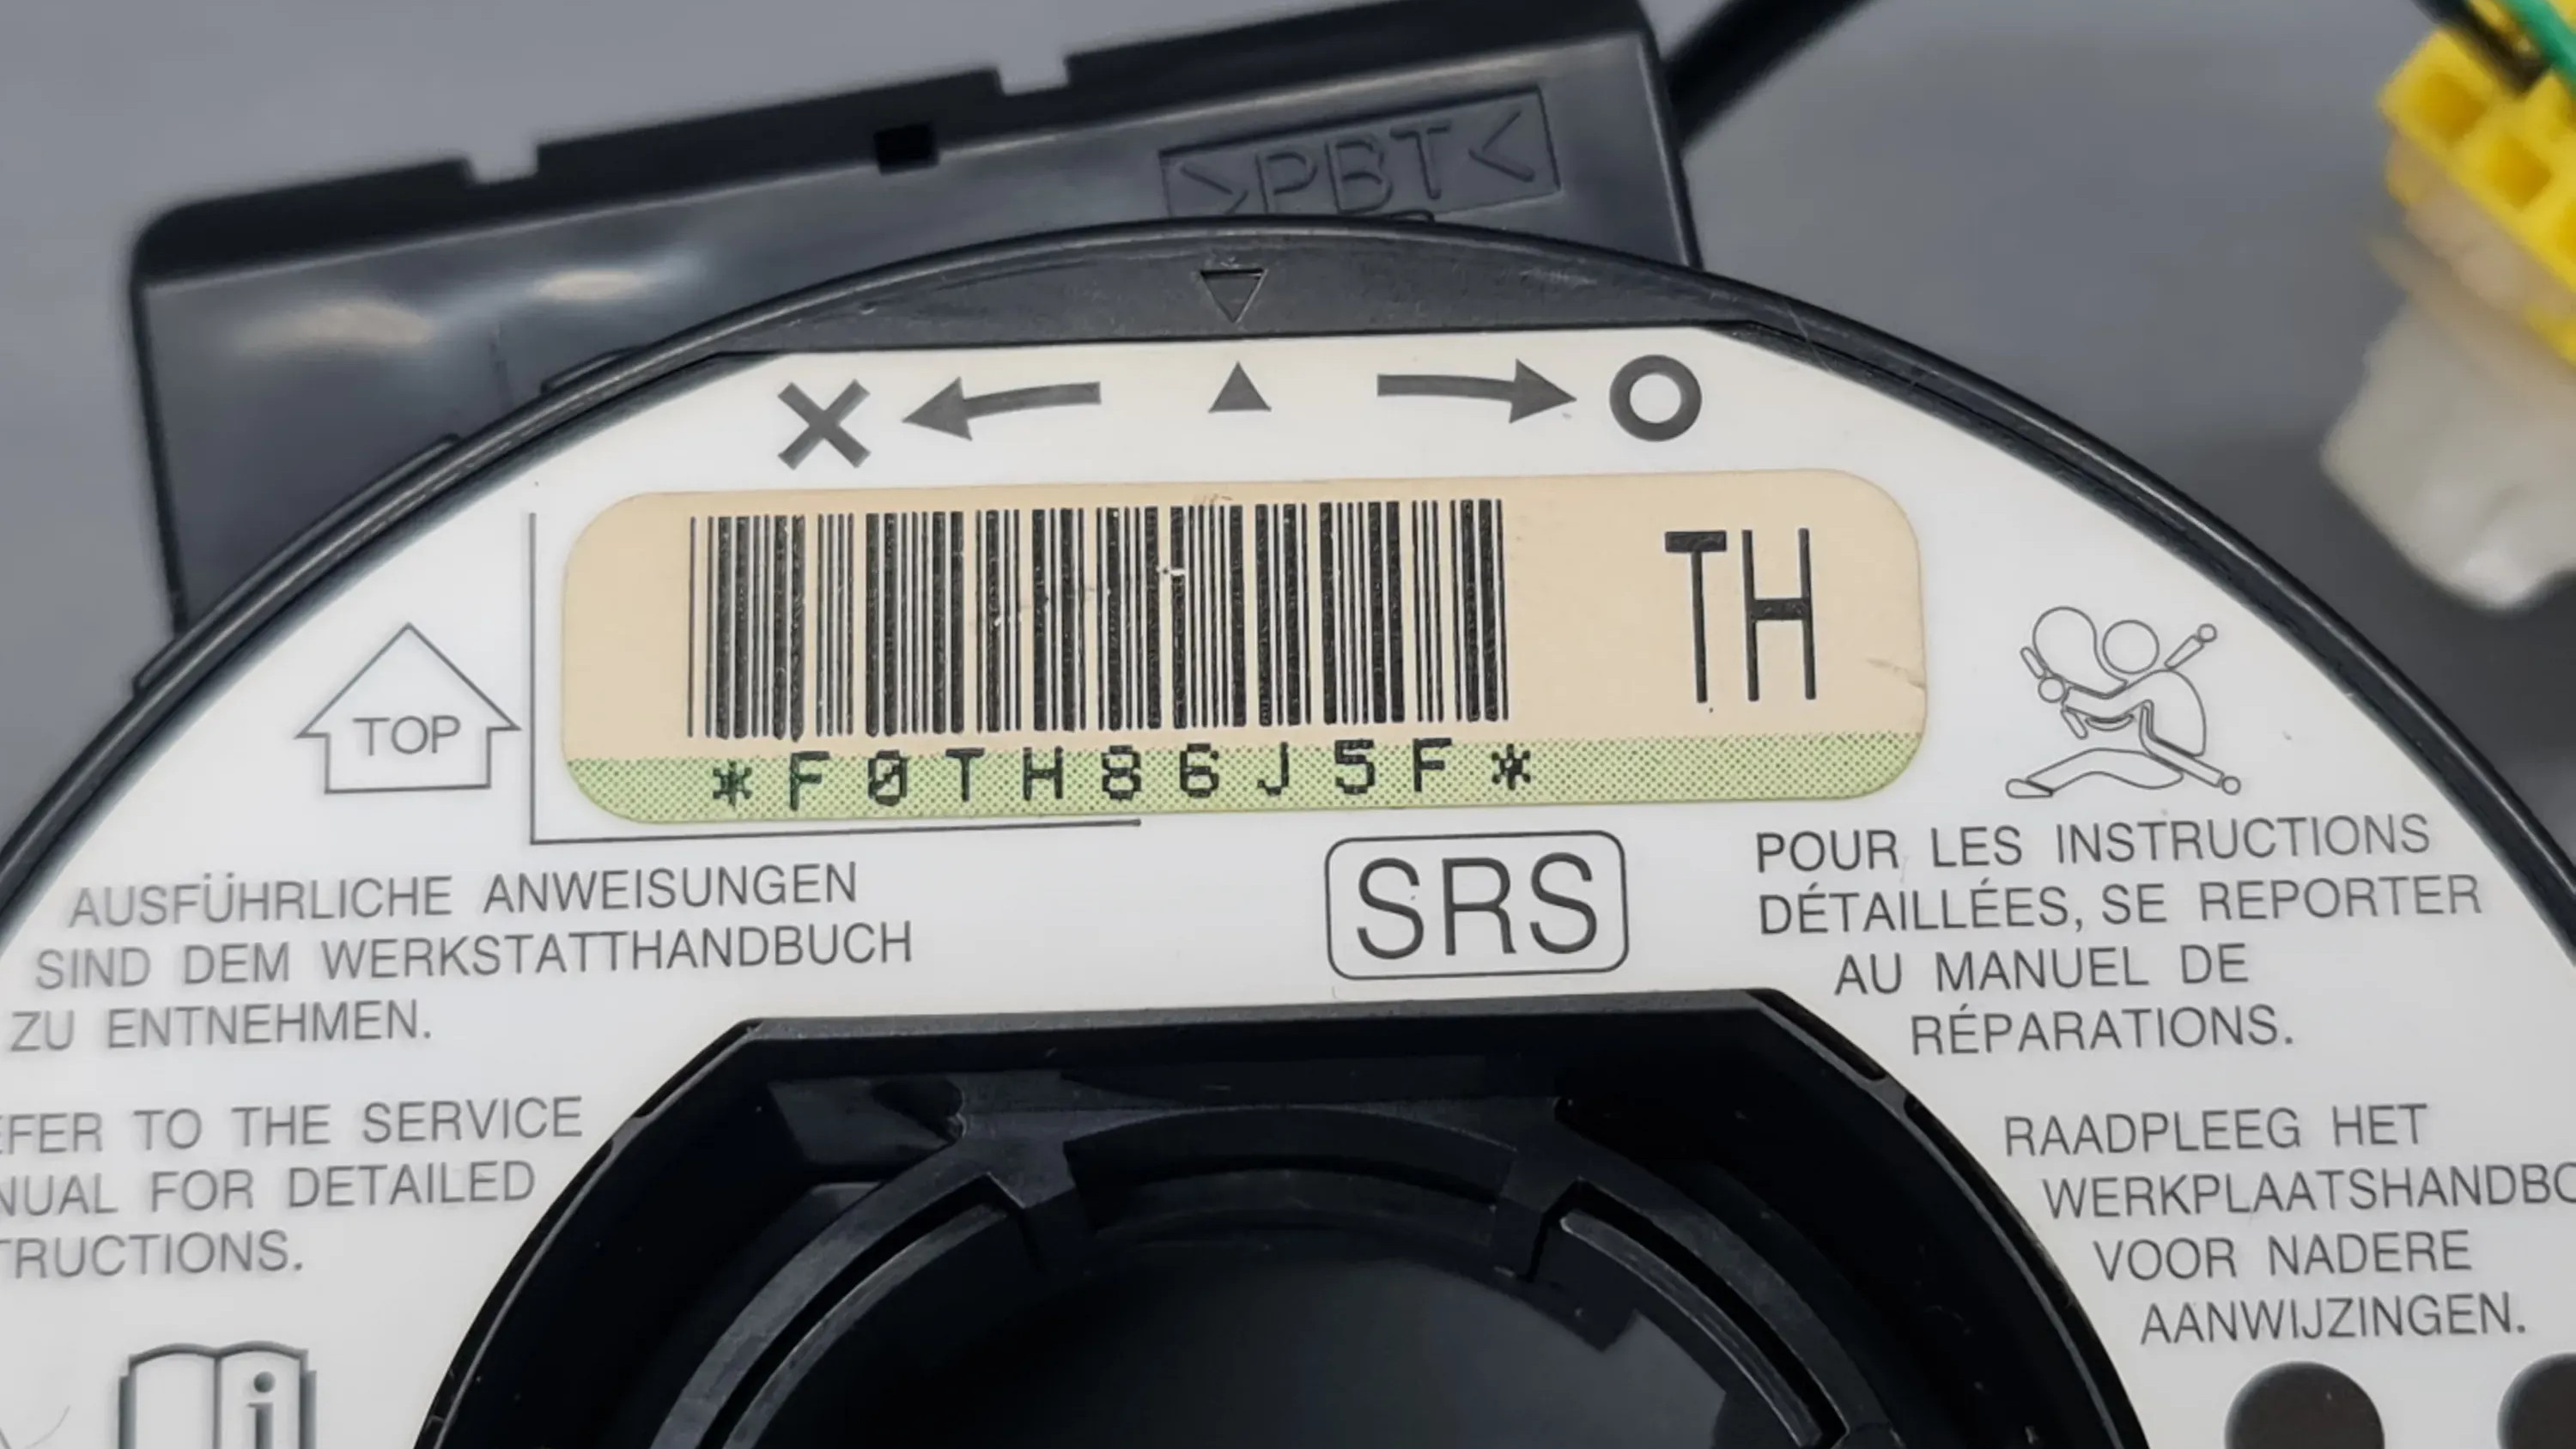 >PBT<
TH
*F0TH86J5F*
TOP
SRS
AUSFÜHRLICHE ANWEISUNGEN
SIND DEM WERKSTATTHANDBUCH
ZU ENTNEHMEN.
POUR LES INSTRUCTIONS
DÉTAILLÉES, SE REPORTER
AU MANUEL DE
RÉPARATIONS.
EFER TO THE SERVICE
NUAL FOR DETAILED
TRUCTIONS.
RAADPLEEG HET
WERKPLAATSHANDBO
VOOR NADERE
AANWIJZINGEN.
i